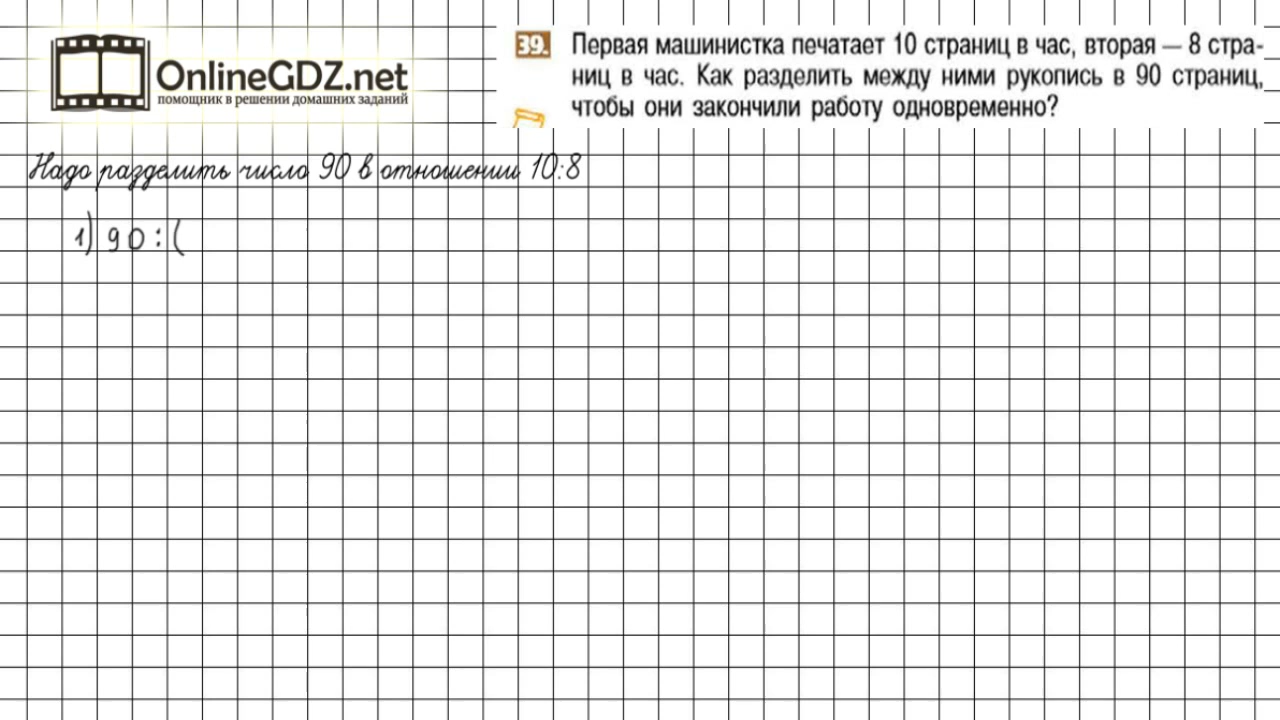 OnlineGDZ.net
помощник в решении домашних заданий
39. Первая машинистка печатает 10 страниц в час, вторая — 8 стра-
ниц в час. Как разделить между ними рукопись в 90 страниц,
чтобы они закончили работу одновременно?
Надо разделить число 90 в отношении 10:8
1) 90 : (